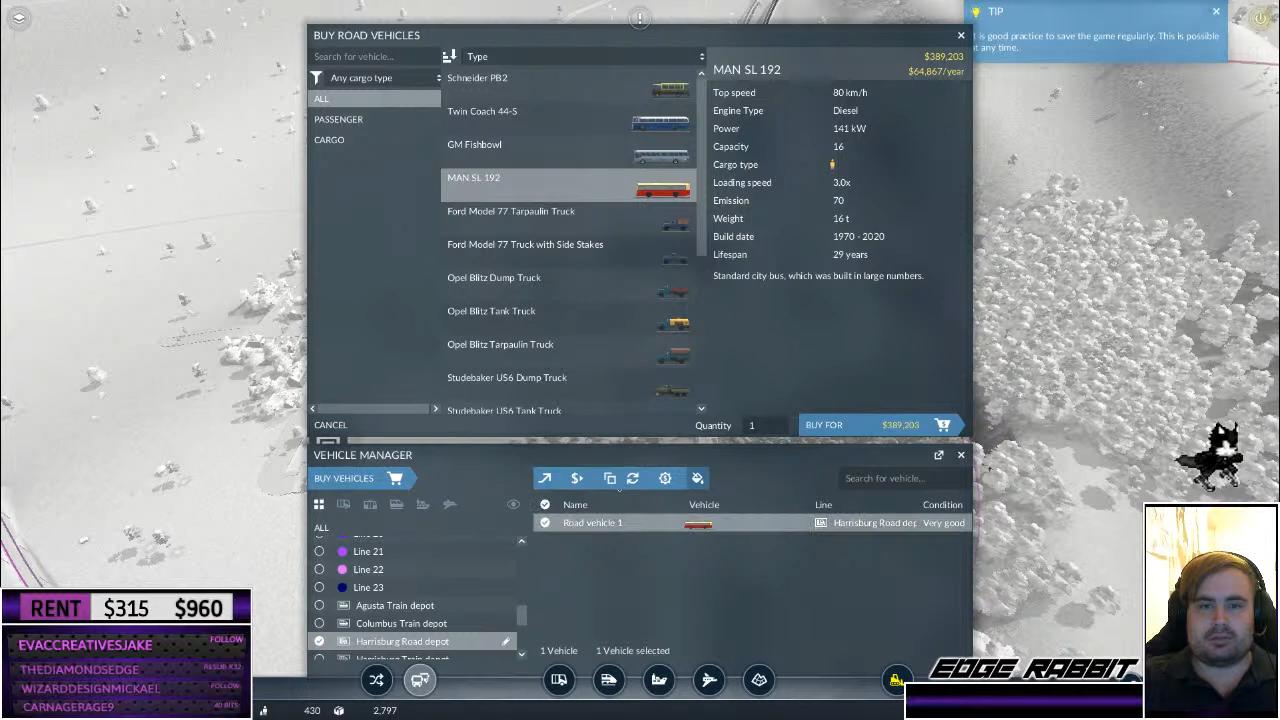 BUY ROAD VEHICLES
Search for vehicle...
Type
Any cargo type
ALL
PASSENGER
CARGO
Schneider PB2
Twin Coach 44-S
GM Fishbowl
MAN SL 192
Ford Model 77 Tarpaulin Truck
Ford Model 77 Truck with Side Stakes
Opel Blitz Dump Truck
Opel Blitz Tank Truck
Opel Blitz Tarpaulin Truck
Studebaker US6 Dump Truck
Studebaker US6 Tank Truck
$389,203
MAN SL 192
$64,867/year
Top speed 80 km/h
Engine Type Diesel
Power 141 kW
Capacity 16
Cargo type
Loading speed 3.0x
Emission 70
Weight 16 t
Build date 1970 - 2020
Lifespan 29 years
Standard city bus, which was built in large numbers.
CANCEL
Quantity 1
BUY FOR $389,203
TIP
is good practice to save the game regularly. This is possible
at any time.
VEHICLE MANAGER
BUY VEHICLES
Search for vehicle...
ALL
Line 21
Line 22
Line 23
Agusta Train depot
Columbus Train depot
Harrisburg Road depot
Harrisburg Train depot
Name Vehicle Line Condition
Road vehicle 1 Harrisburg Road dep Very good
1 Vehicle 1 Vehicle selected
430 2,797
RENT $315 $960
EVACCREATIVESJAKE FOLLOW
THEDIAMONDSEDGE RESUB X32
WIZARDDESIGNMICKAEL FOLLOW
CARNAGERAGE9 40 BITS
EDGE RABBIT